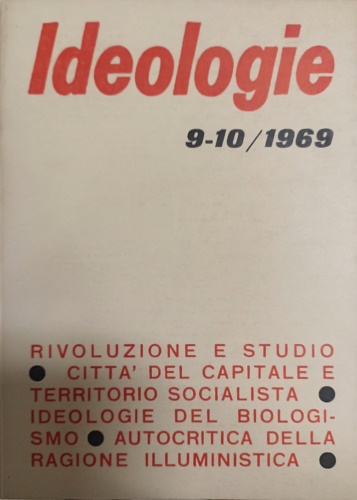 Ideologie
9-10/1969
RIVOLUZIONE E STUDIO
● CITTA' DEL CAPITALE E
TERRITORIO SOCIALISTA ●
IDEOLOGIE DEL BIOLOGI-
SMO ● AUTOCRITICA DELLA
RAGIONE ILLUMINISTICA ●